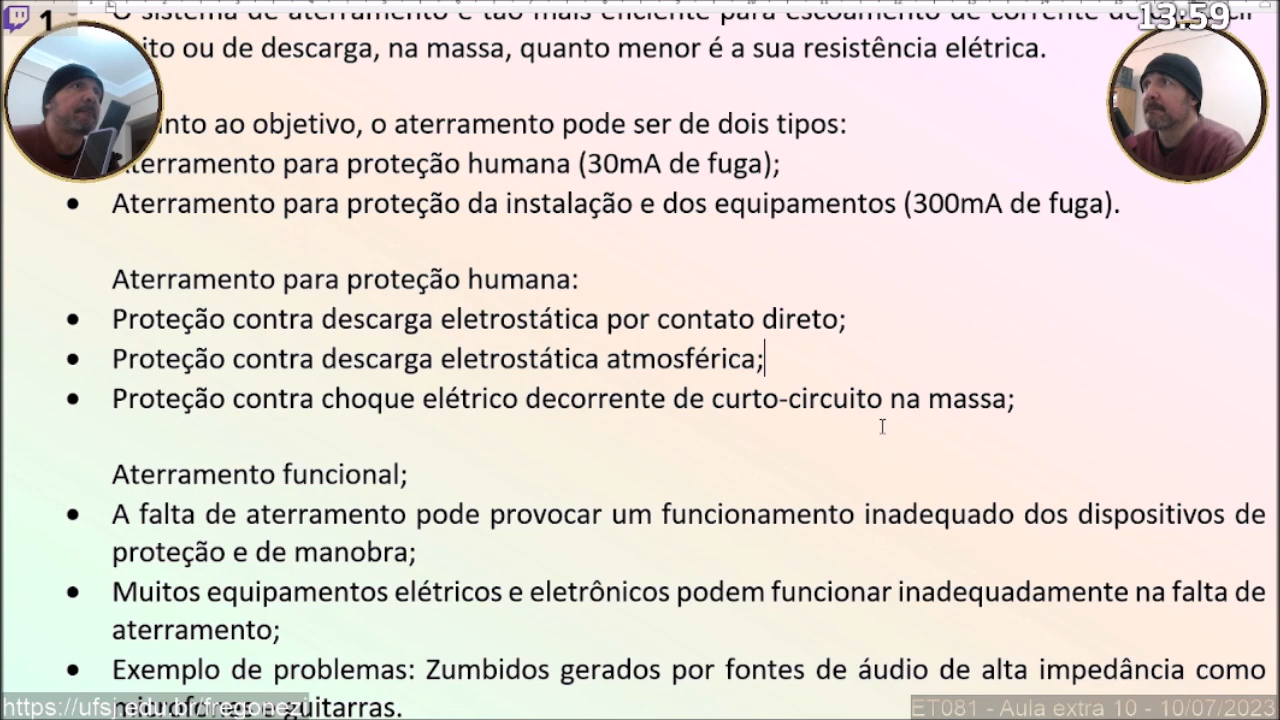 1
13:59
O sistema de aterramento é tão mais eficiente para escoamento de corrente de
ito ou de descarga, na massa, quanto menor é a sua resistência elétrica.
nto ao objetivo, o aterramento pode ser de dois tipos:
Aterramento para proteção humana (30mA de fuga);
• Aterramento para proteção da instalação e dos equipamentos (300mA de fuga).
Aterramento para proteção humana:
• Proteção contra descarga eletrostática por contato direto;
• Proteção contra descarga eletrostática atmosférica;
• Proteção contra choque elétrico decorrente de curto-circuito na massa;
Aterramento funcional;
• A falta de aterramento pode provocar um funcionamento inadequado dos dispositivos de
proteção e de manobra;
• Muitos equipamentos elétricos e eletrônicos podem funcionar inadequadamente na falta de
aterramento;
• Exemplo de problemas: Zumbidos gerados por fontes de áudio de alta impedância como
microfones e guitarras.
https://ufsj.edu.br/fregonezi
ET081 - Aula extra 10 - 10/07/2023